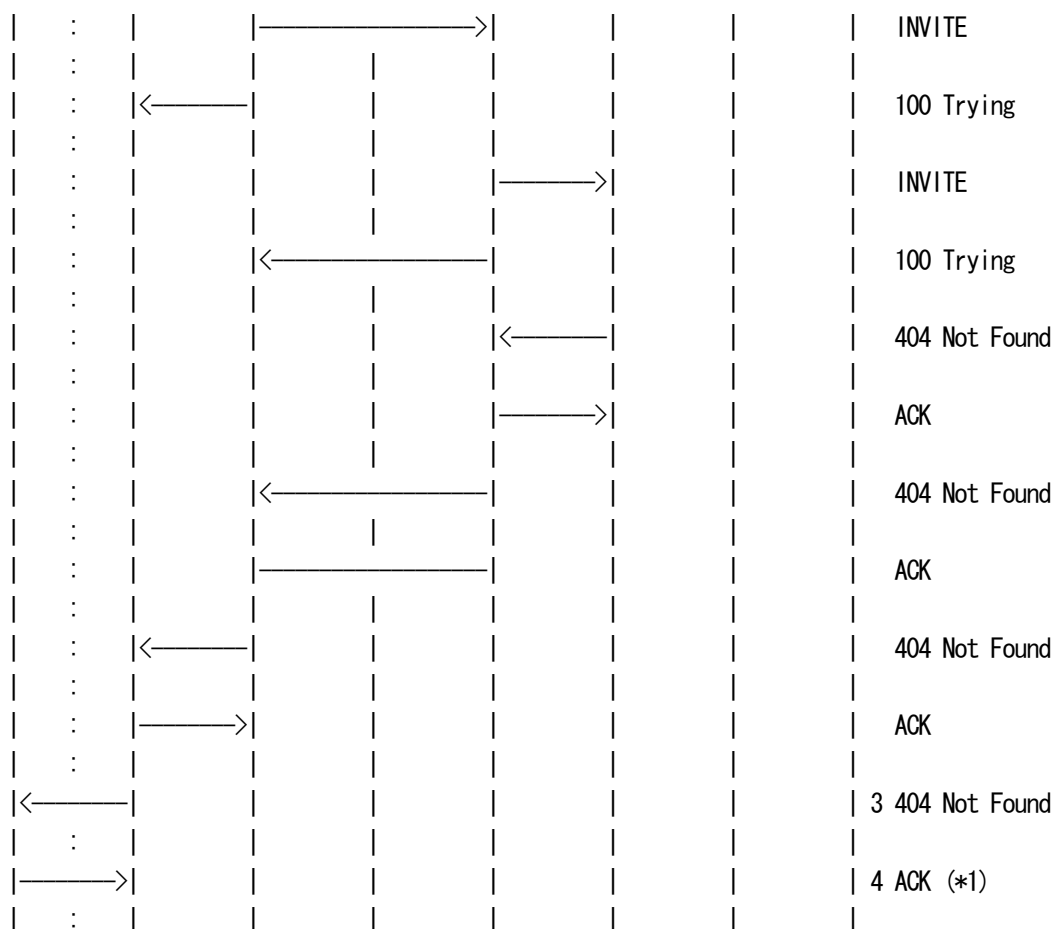 INVITE
100 Trying
INVITE
100 Trying
404 Not Found
ACK
404 Not Found
ACK
404 Not Found
ACK
3 404 Not Found
4 ACK (*1)